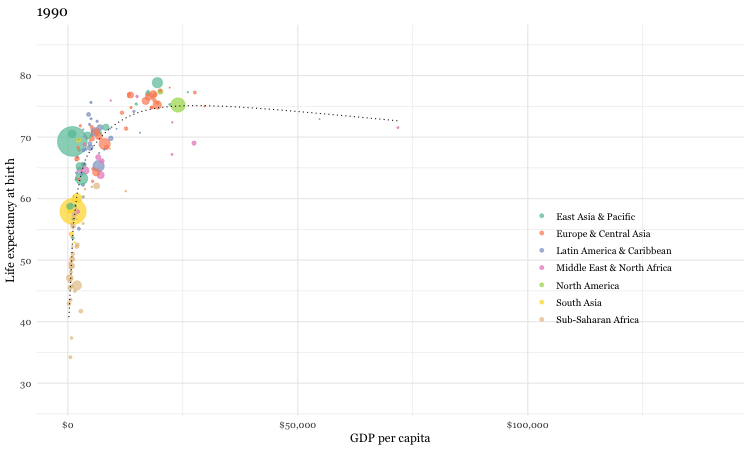 1990
Life expectancy at birth
80
70
60
50
40
30
East Asia & Pacific
Europe & Central Asia
Latin America & Caribbean
Middle East & North Africa
North America
South Asia
Sub-Saharan Africa
$0
$50,000
$100,000
GDP per capita